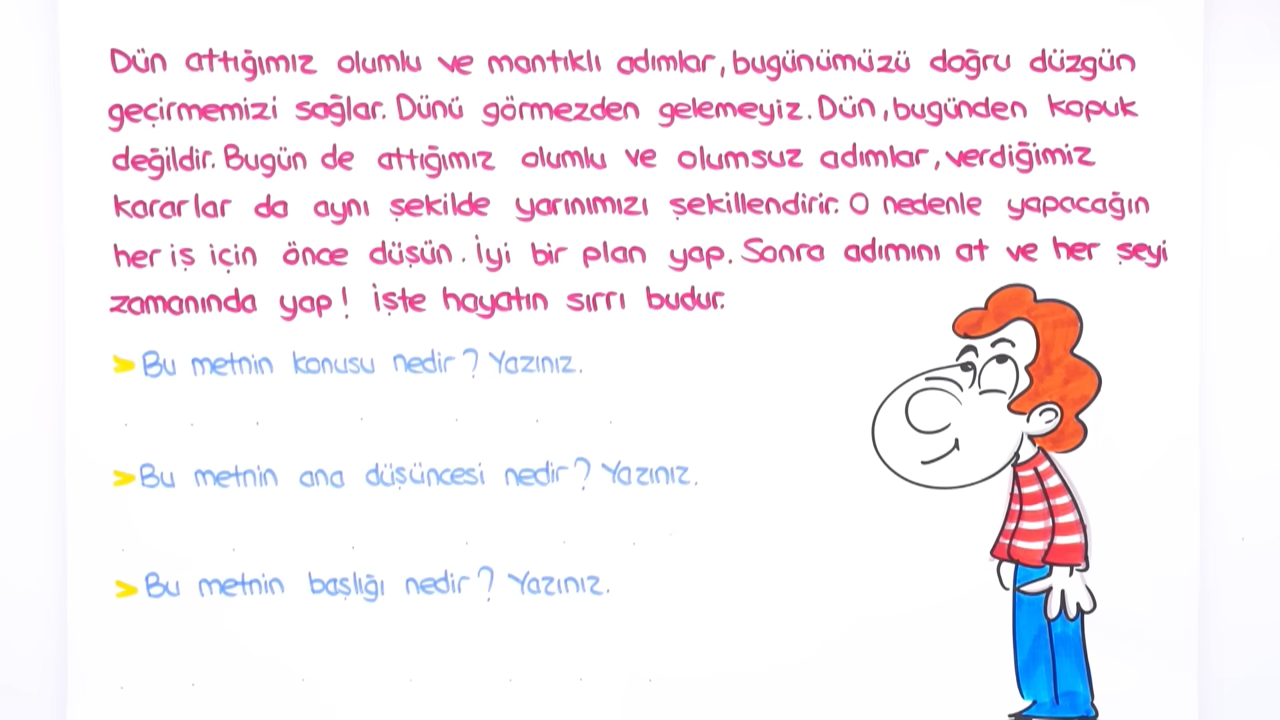 Dün attığımız olumlu ve mantıklı adımlar, bugünümüzü doğru düzgün
geçirmemizi sağlar. Dünü görmezden gelemeyiz. Dün, bugünden kopuk
değildir. Bugün de attığımız olumlu ve olumsuz adımlar, verdiğimiz
kararlar da aynı şekilde yarınımızı şekillendirir. O nedenle yapacağın
her iş için önce düşün. İyi bir plan yap. Sonra adımını at ve her şeyi
zamanında yap! İşte hayatın sırrı budur.
> Bu metnin konusu nedir? Yazınız.
> Bu metnin ana düşüncesi nedir? Yazınız.
> Bu metnin başlığı nedir? Yazınız.